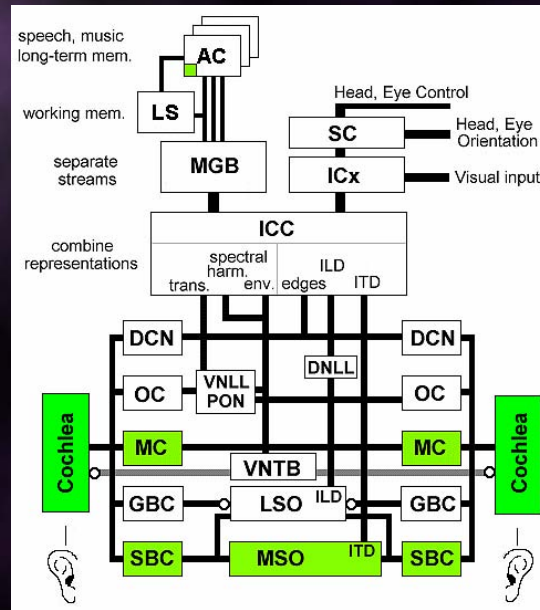 speech, music
long-term mem.
AC
working mem.
LS
Head, Eye Control
SC
Head, Eye
Orientation
separate
streams
MGB
ICx
Visual input
ICC
combine
representations
spectral
harm.
trans.
env.
edges
ILD
ITD
DCN
DCN
DNLL
OC
VNLL
PON
OC
Cochlea
MC
MC
Cochlea
VNTB
GBC
LSO
ILD
GBC
SBC
MSO
ITD
SBC